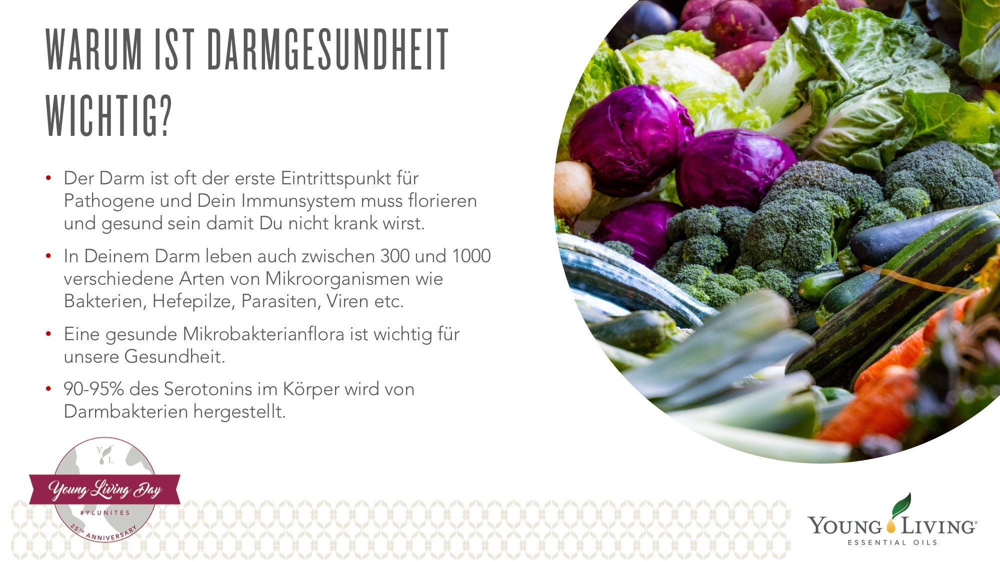 WARUM IST DARMGESUNDHEIT
WICHTIG?
• Der Darm ist oft der erste Eintrittspunkt für
Pathogene und Dein Immunsystem muss florieren
und gesund sein damit Du nicht krank wirst.
• In Deinem Darm leben auch zwischen 300 und 1000
verschiedene Arten von Mikroorganismen wie
Bakterien, Hefepilze, Parasiten, Viren etc.
• Eine gesunde Mikrobakterianflora ist wichtig für
unsere Gesundheit.
• 90-95% des Serotonins im Körper wird von
Darmbakterien hergestellt.
Y L
Young Living Day
#YLUNITES
25TH ANNIVERSARY
YOUNG LIVING®
ESSENTIAL OILS